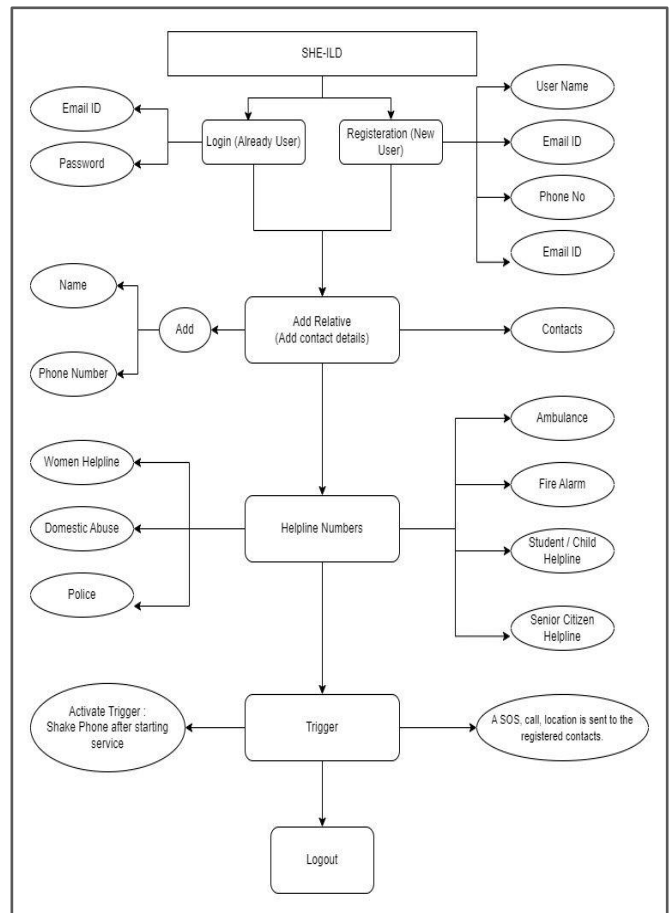 SHE-ILD
Email ID
Password
Login (Already User)
Registeration (New
User)
User Name
Email ID
Phone No
Email ID
Name
Phone Number
Add
Add Relative
(Add contact details)
Contacts
Women Helpline
Domestic Abuse
Police
Helpline Numbers
Ambulance
Fire Alarm
Student / Child
Helpline
Senior Citizen
Helpline
Activate Trigger :
Shake Phone after starting
service
Trigger
A SOS, call, location is sent to the
registered contacts.
Logout